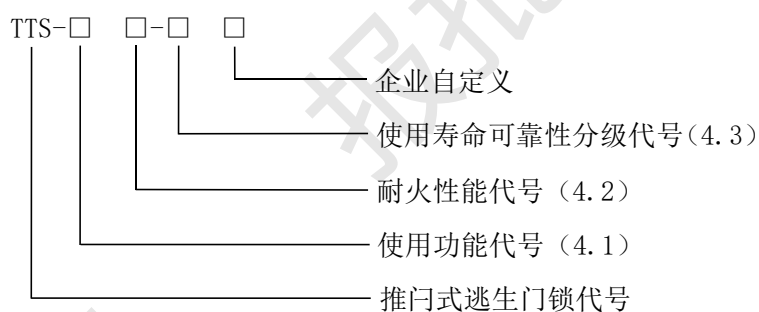 TTS-□ □-□ □
企业自定义
使用寿命可靠性分级代号(4.3)
耐火性能代号（4.2）
使用功能代号（4.1）
推闩式逃生门锁代号